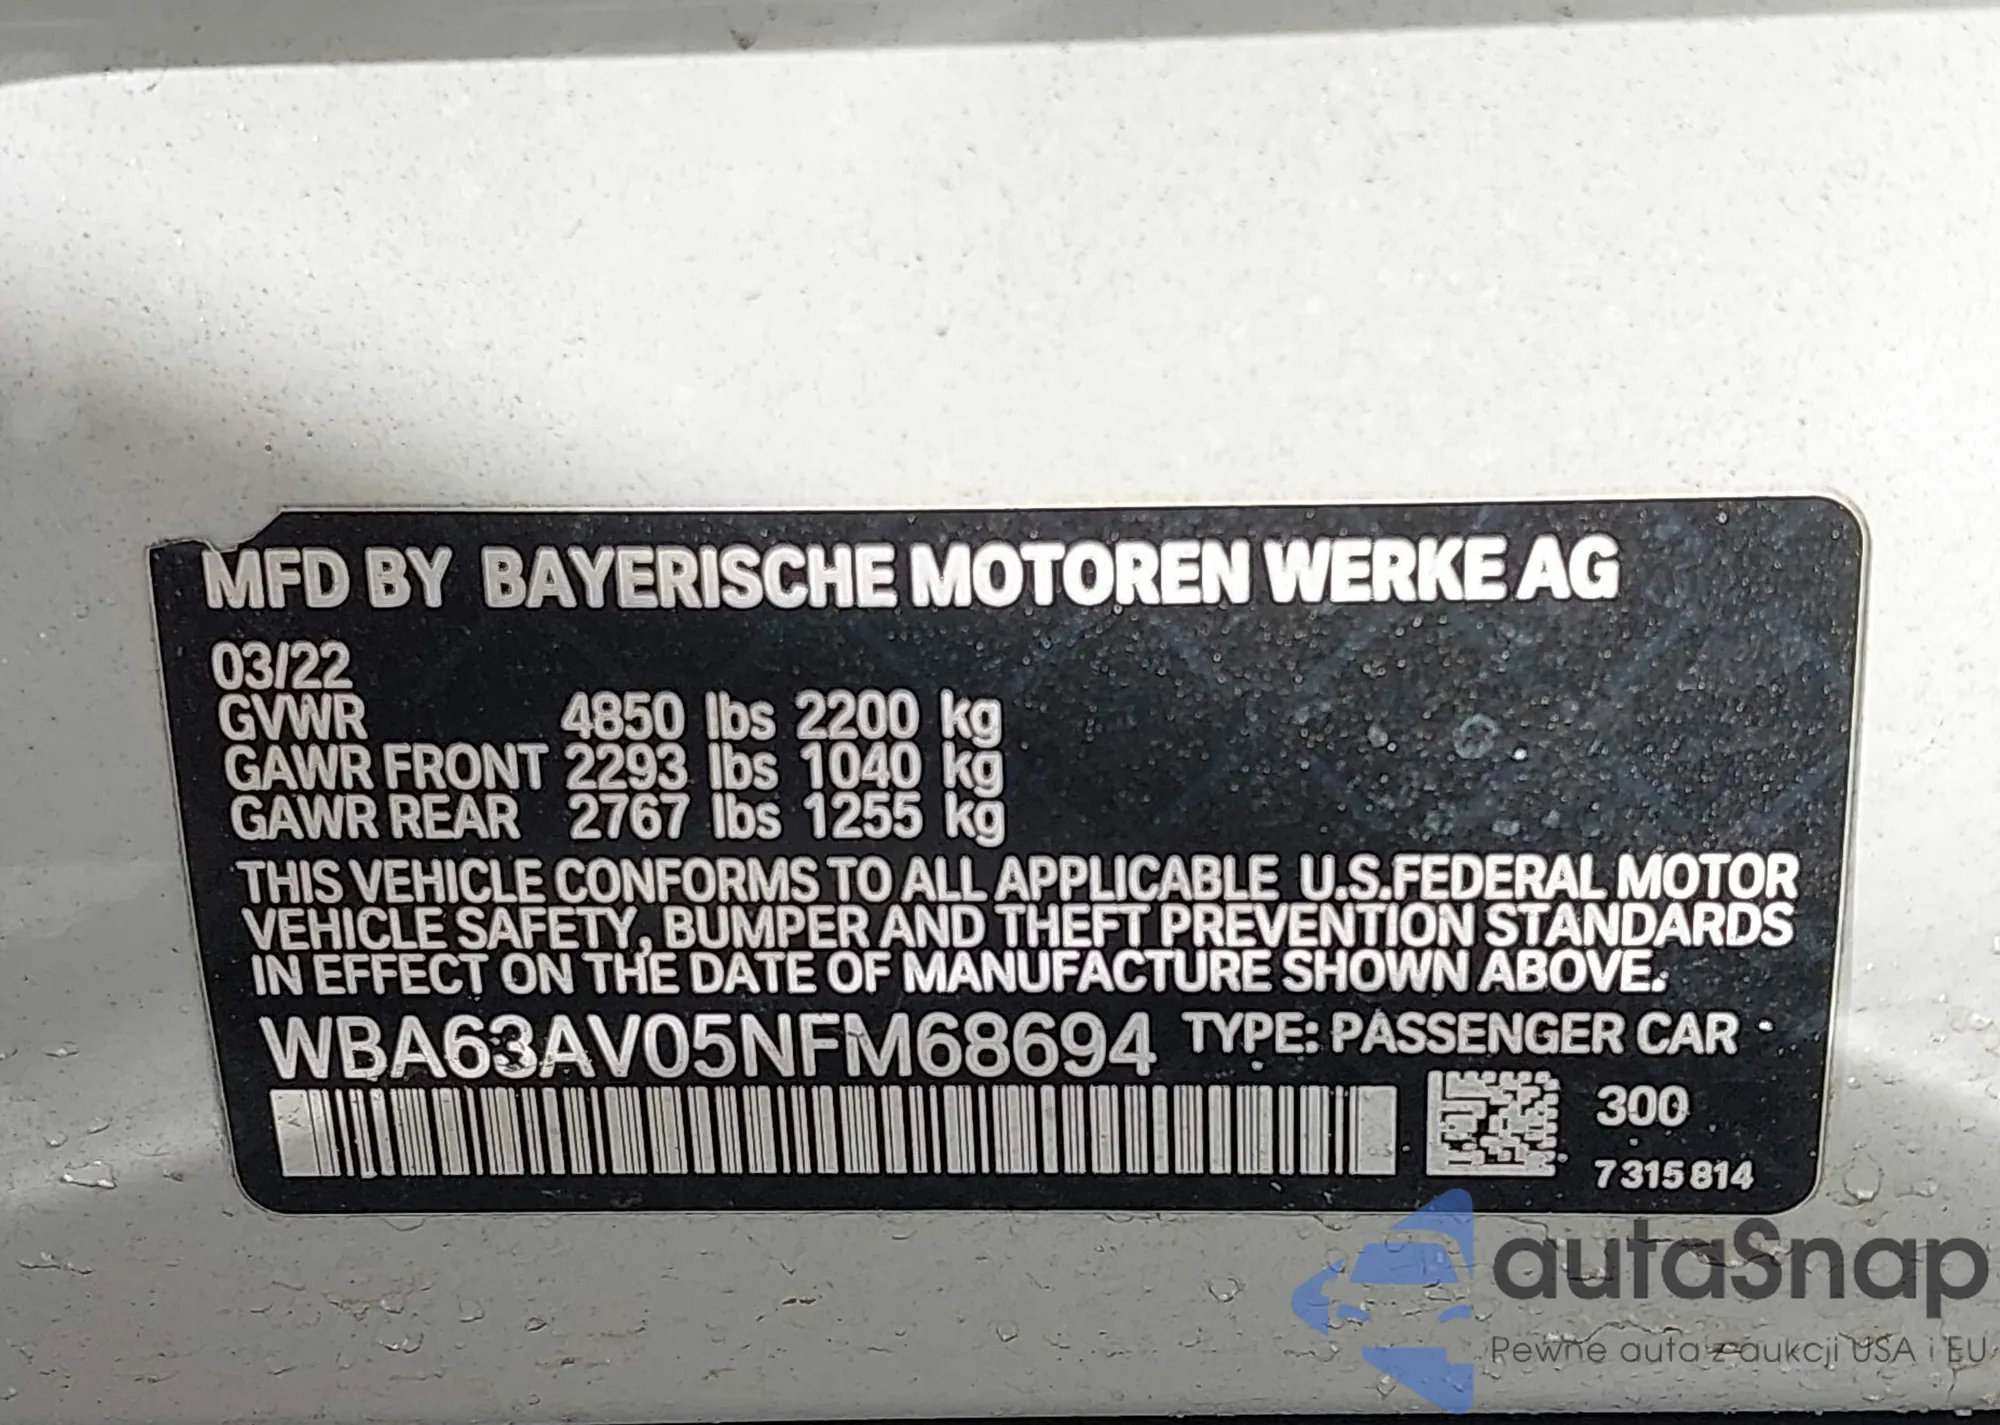 MFD BY BAYERISCHE MOTOREN WERKE AG
03/22
GVWR 4850 lbs 2200 kg
GAWR FRONT 2293 lbs 1040 kg
GAWR REAR 2767 lbs 1255 kg
THIS VEHICLE CONFORMS TO ALL APPLICABLE U.S.FEDERAL MOTOR
VEHICLE SAFETY, BUMPER AND THEFT PREVENTION STANDARDS
IN EFFECT ON THE DATE OF MANUFACTURE SHOWN ABOVE.
WBA63AV05NFM68694 TYPE: PASSENGER CAR
300
7 315 814
autaSnap
Pewne auta z aukcji USA i EU